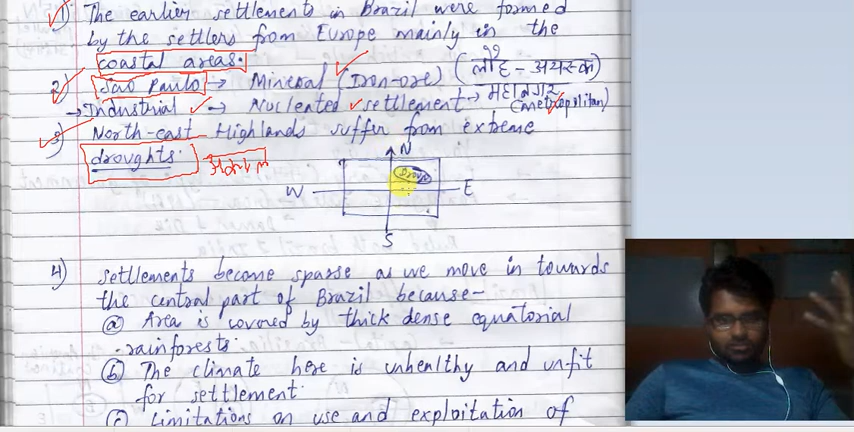 1) The earlier settlements in Brazil were formed
by the settlers from Europe mainly in the
coastal areas.
2) Sao Paulo → Mineral (Iron-ore) (लौह - अयस्क)
→ Industrial → Nucleated settlement → महानगर
(metropolitan)
3) North-east Highlands suffer from extreme
droughts.
N
W E
S
4) Settlements become sparse as we move in towards
the central part of Brazil because-
(a) Area is covered by thick dense equatorial
rainforests.
(b) The climate here is unhealthy and unfit
for settlement.
(c) Limitations on use and exploitation of